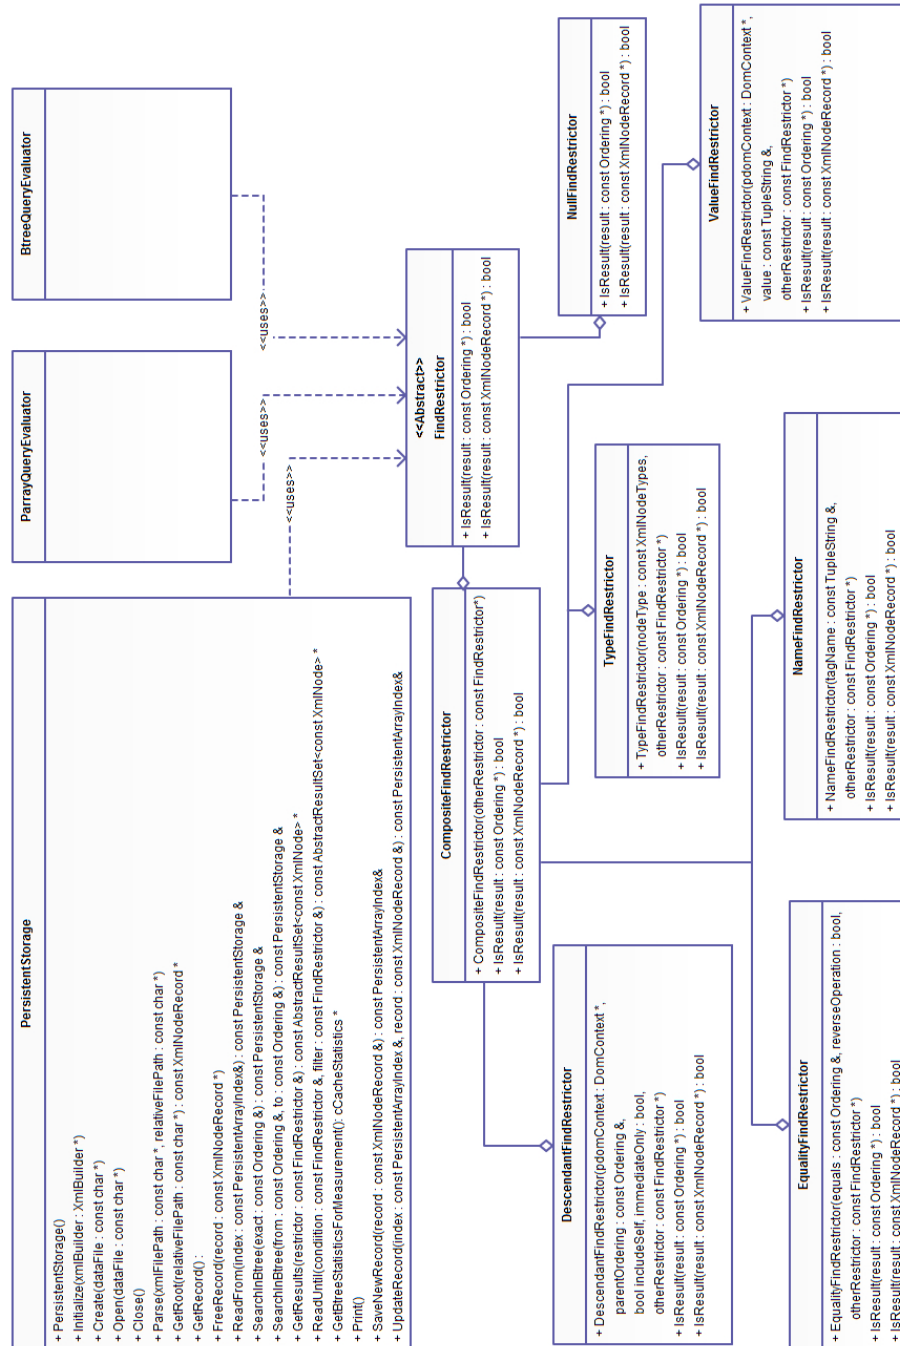 PersistentStorage
+ PersistentStorage()
+ Initialize(xmlBuilder : XmlBuilder *)
+ Create(dataFile : const char *)
+ Open(dataFile : const char *)
+ Close()
+ Parse(xmlFilePath : const char *, relativeFilePath : const char *)
+ GetRoot(relativeFilePath : const char *) : const XmlNodeRecord *
+ GetRecord() :
+ FreeRecord(record : const XmlNodeRecord *)
+ ReadFrom(index : const PersistentArrayIndex&) : const PersistentStorage &
+ SearchInBtree(exact : const Ordering &) : const PersistentStorage &
+ SearchInBtree(from : const Ordering &, to : const Ordering &) : const PersistentStorage &
+ GetResults(restrictor : const FindRestrictor &) : const AbstractResultSet<const XmlNode> *
+ ReadUntil(condiition : const FindRestrictor &, filter : const FindRestrictor &) : const AbstractResultSet<const XmlNode> *
+ GetBtreeStatisticsForMeasurement(): cCacheStatistics *
+ Print()
+ SaveNewRecord(record : const XmlNodeRecord &) : const PersistentArrayIndex&
+ UpdateRecord(index : const PersistentArrayIndex &, record : const XmlNodeRecord &) : const PersistentArrayIndex&
ParrayQueryEvaluator
BtreeQueryEvaluator
<<uses>>
<<uses>>
<<uses>>
<<Abstract>>
FindRestrictor
+ IsResult(result : const Ordering *) : bool
+ IsResult(result : const XmlNodeRecord *) : bool
CompositeFindRestrictor
+ CompositeFindRestrictor(otherRestrictor : const FindRestrictor*)
+ IsResult(result : const Ordering *) : bool
+ IsResult(result : const XmlNodeRecord *) : bool
NullFindRestrictor
+ IsResult(result : const Ordering *) : bool
+ IsResult(result : const XmlNodeRecord *) : bool
DescendantFindRestrictor
+ DescendantFindRestrictor(pdomContext : DomContext *,
parentOrdering : const Ordering &,
bool includeSelf, immediateOnly : bool,
otherRestrictor : const FindRestrictor *)
+ IsResult(result : const Ordering *) : bool
+ IsResult(result : const XmlNodeRecord *) : bool
TypeFindRestrictor
+ TypeFindRestrictor(nodeType : const XmlNodeTypes,
otherRestrictor : const FindRestrictor *)
+ IsResult(result : const Ordering *) : bool
+ IsResult(result : const XmlNodeRecord *) : bool
ValueFindRestrictor
+ ValueFindRestrictor(pdomContext : DomContext *,
value : const TupleString &,
otherRestrictor : const FindRestrictor *)
+ IsResult(result : const Ordering *) : bool
+ IsResult(result : const XmlNodeRecord *) : bool
EqualityFindRestrictor
+ EqualityFindRestrictor(equals : const Ordering &, reverseOperation : bool,
otherRestrictor : const FindRestrictor *)
+ IsResult(result : const Ordering *) : bool
+ IsResult(result : const XmlNodeRecord *) : bool
NameFindRestrictor
+ NameFindRestrictor(tagName : const TupleString &,
otherRestrictor : const FindRestrictor *)
+ IsResult(result : const Ordering *) : bool
+ IsResult(result : const XmlNodeRecord *) : bool